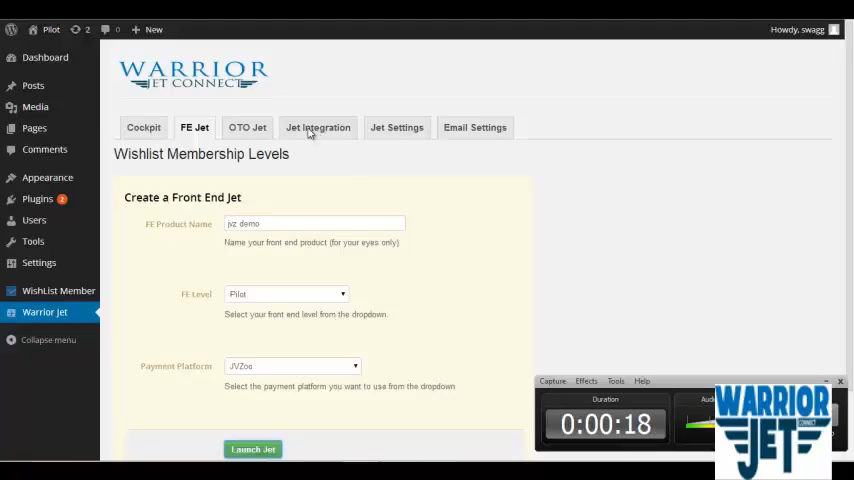 Pilot 2 0 + New Howdy, swagg
Dashboard
Posts
Media
Pages
Comments
Appearance
Plugins 2
Users
Tools
Settings
WishList Member
Warrior Jet
Collapse menu
WARRIOR
JET CONNECT
Cockpit FE Jet OTO Jet Jet Integration Jet Settings Email Settings
Wishlist Membership Levels
Create a Front End Jet
FE Product Name jvz demo
Name your front end product (for your eyes only)
FE Level Pilot
Select your front end level from the dropdown.
Payment Platform JVZoo
Select the payment platform you want to use from the dropdown
Launch Jet
Capture Effects Tools Help
Duration
0:00:18
WARRIOR
CONNECT
JET